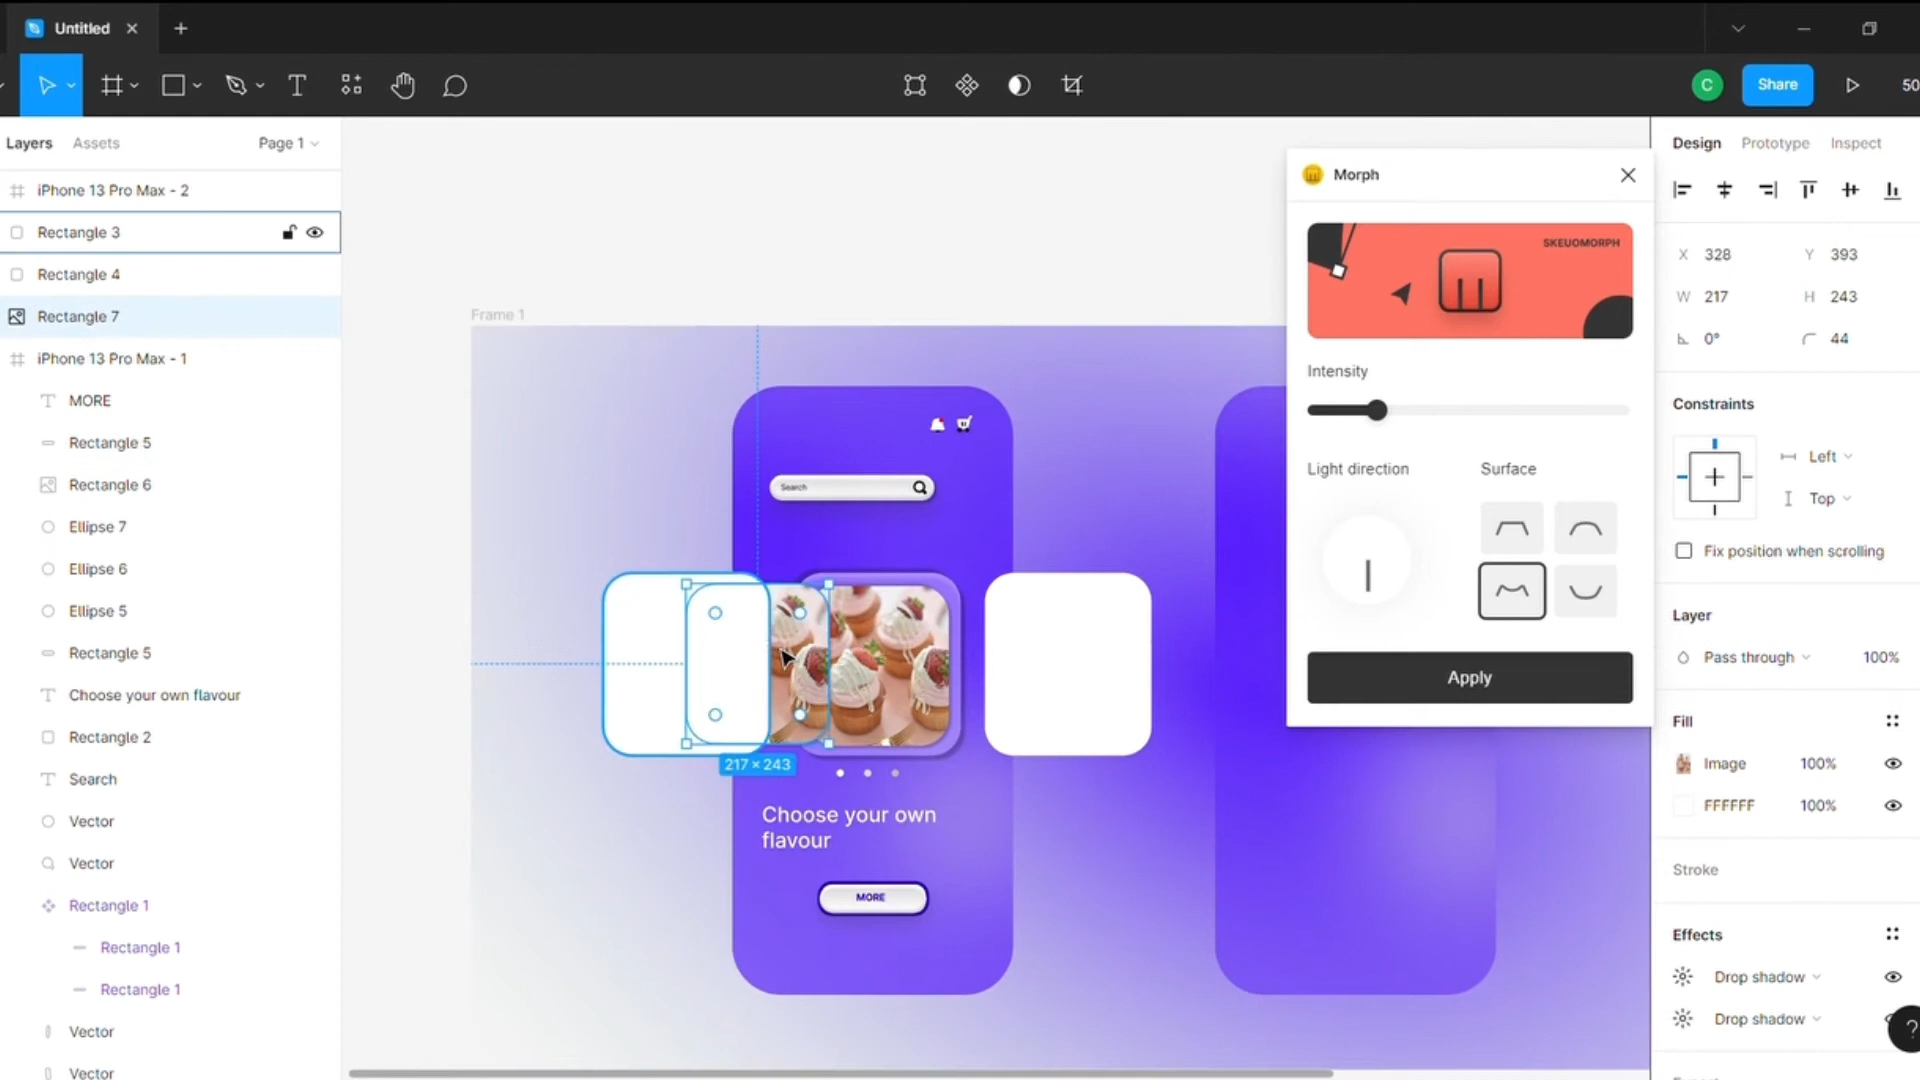 Untitled
C
Share
50
Layers
Assets
Page 1
iPhone 13 Pro Max - 2
Rectangle 3
Rectangle 4
Rectangle 7
iPhone 13 Pro Max - 1
MORE
Rectangle 5
Rectangle 6
Ellipse 7
Ellipse 6
Ellipse 5
Rectangle 5
Choose your own flavour
Rectangle 2
Search
Vector
Vector
Rectangle 1
Rectangle 1
Rectangle 1
Vector
Vector
Frame 1
Search
217 × 243
Choose your own
flavour
MORE
Morph
SKEUOMORPH
Intensity
Light direction
Surface
Apply
Design
Prototype
Inspect
X 328
Y 393
W 217
H 243
0°
44
Constraints
Left
Top
Fix position when scrolling
Layer
Pass through
100%
Fill
Image
100%
FFFFFF
100%
Stroke
Effects
Drop shadow
Drop shadow
?